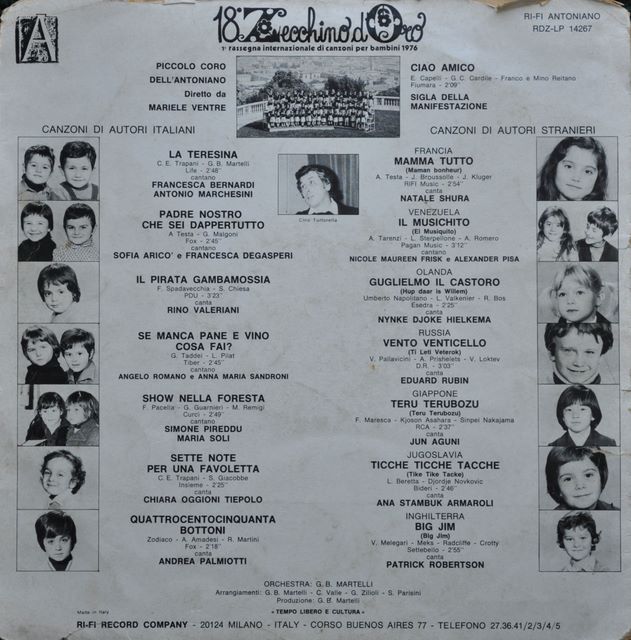 A
18° Zecchino d'Oro
1ª rassegna internazionale di canzoni per bambini 1976
RI-FI ANTONIANO
RDZ-LP 14267
PICCOLO CORO
DELL'ANTONIANO
Diretto da
MARIELE VENTRE
CIAO AMICO
E. Capelli - G.C. Cardile - Franco e Mino Reitano
Fiumara - 2'09"
SIGLA DELLA
MANIFESTAZIONE
CANZONI DI AUTORI ITALIANI
LA TERESINA
C. E. Trapani - G. B. Martelli
Life - 2'48"
cantano
FRANCESCA BERNARDI
ANTONIO MARCHESINI
PADRE NOSTRO
CHE SEI DAPPERTUTTO
A Testa - G. Malgoni
Fox - 2'45"
cantano
SOFIA ARICO' e FRANCESCA DEGASPERI
IL PIRATA GAMBAMOSSIA
F. Spadavecchia - S. Chiesa
PDU - 3'23"
canta
RINO VALERIANI
SE MANCA PANE E VINO
COSA FAI?
G. Taddei - L. Pilat
Tiber - 2'45"
cantano
ANGELO ROMANO e ANNA MARIA SANDRONI
SHOW NELLA FORESTA
F. Pacella - G. Guarnieri - M. Remigi
Curci - 2'49"
cantano
SIMONE PIREDDU
MARIA SOLI
SETTE NOTE
PER UNA FAVOLETTA
C. E. Trapani - S. Giacobbe
Insieme - 2'25"
canta
CHIARA OGGIONI TIEPOLO
QUATTROCENTOCINQUANTA
BOTTONI
Zodiaco - A. Amadesi - R. Martini
Fox - 2'18"
canta
ANDREA PALMIOTTI
Cino Tortorella
CANZONI DI AUTORI STRANIERI
FRANCIA
MAMMA TUTTO
(Maman bonheur)
A. Testa - J. Broussolle - J. Kluger
RIFI Music - 2'54"
canta
NATALE SHURA
VENEZUELA
IL MUSICHITO
(El Musiquito)
A. Tarenzi - L. Sterpellone - A. Romero
Pagan Music - 3'12"
cantano
NICOLE MAUREEN FRISK e ALEXANDER PISA
OLANDA
GUGLIELMO IL CASTORO
(Hup daar is Willem)
Umberto Napolitano - L. Valkenier - R. Bos
Esedra - 2'25"
canta
NYNKE DJOKE HIELKEMA
RUSSIA
VENTO VENTICELLO
(Ti Leti Veterok)
V. Pallavicini - A. Prishelets - V. Loktev
D.R. - 3'03"
canta
EDUARD RUBIN
GIAPPONE
TERU TERUBOZU
(Teru Terubozu)
F. Maresca - Kjoson Asahara - Sinpei Nakajama
RCA - 2'37"
canta
JUN AGUNI
JUGOSLAVIA
TICCHE TICCHE TACCHE
(Tike Tike Tacke)
L. Beretta - Djordje Novkovic
Bideri - 2'46"
canta
ANA STAMBUK ARMAROLI
INGHILTERRA
BIG JIM
(Big Jim)
V. Melegari - Meks - Radcliffe - Crotty
Settebello - 2'55"
canta
PATRICK ROBERTSON
ORCHESTRA: G. B. MARTELLI
Arrangiamenti: G. B. Martelli - C. Valle - G. Zilioli - S. Parisini
Produzione: G. B. Martelli
« TEMPO LIBERO E CULTURA »
Made in Italy
RI-FI RECORD COMPANY - 20124 MILANO - ITALY - CORSO BUENOS AIRES 77 - TELEFONO 27.36.41/2/3/4/5